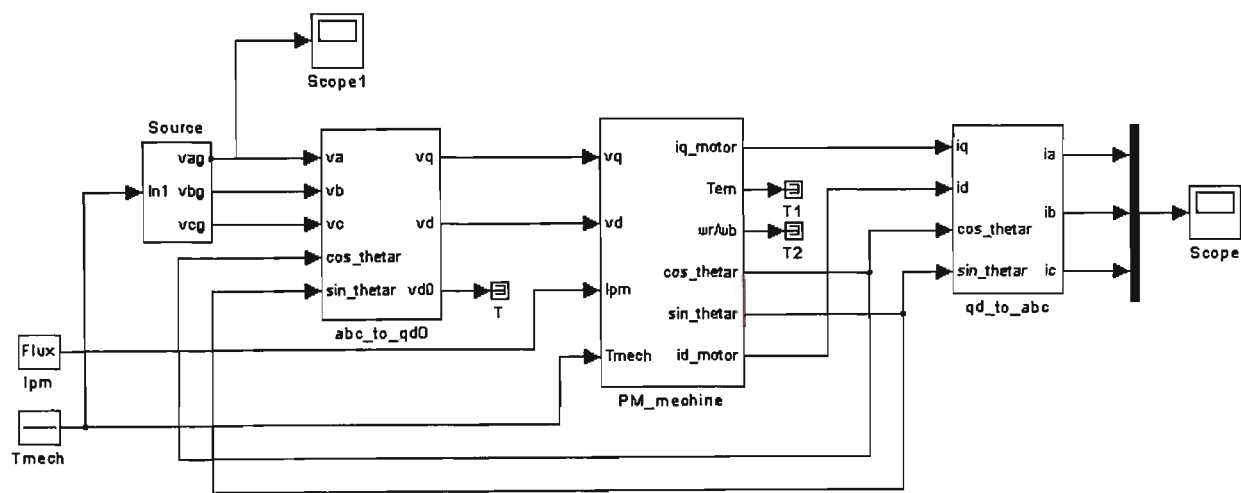 Scope1
Source
In1
vag
vbg
vcg
va
vb
vc
cos_thetar
sin_thetar
vq
vd
vd0
abc_to_qd0
T
Flux
Ipm
Tmech
vq
vd
Ipm
Tmech
iq_motor
Tem
wr/wb
cos_thetar
sin_thetar
id_motor
PM_mechine
T1
T2
iq
id
cos_thetar
sin_thetar
ia
ib
ic
qd_to_abc
Scope